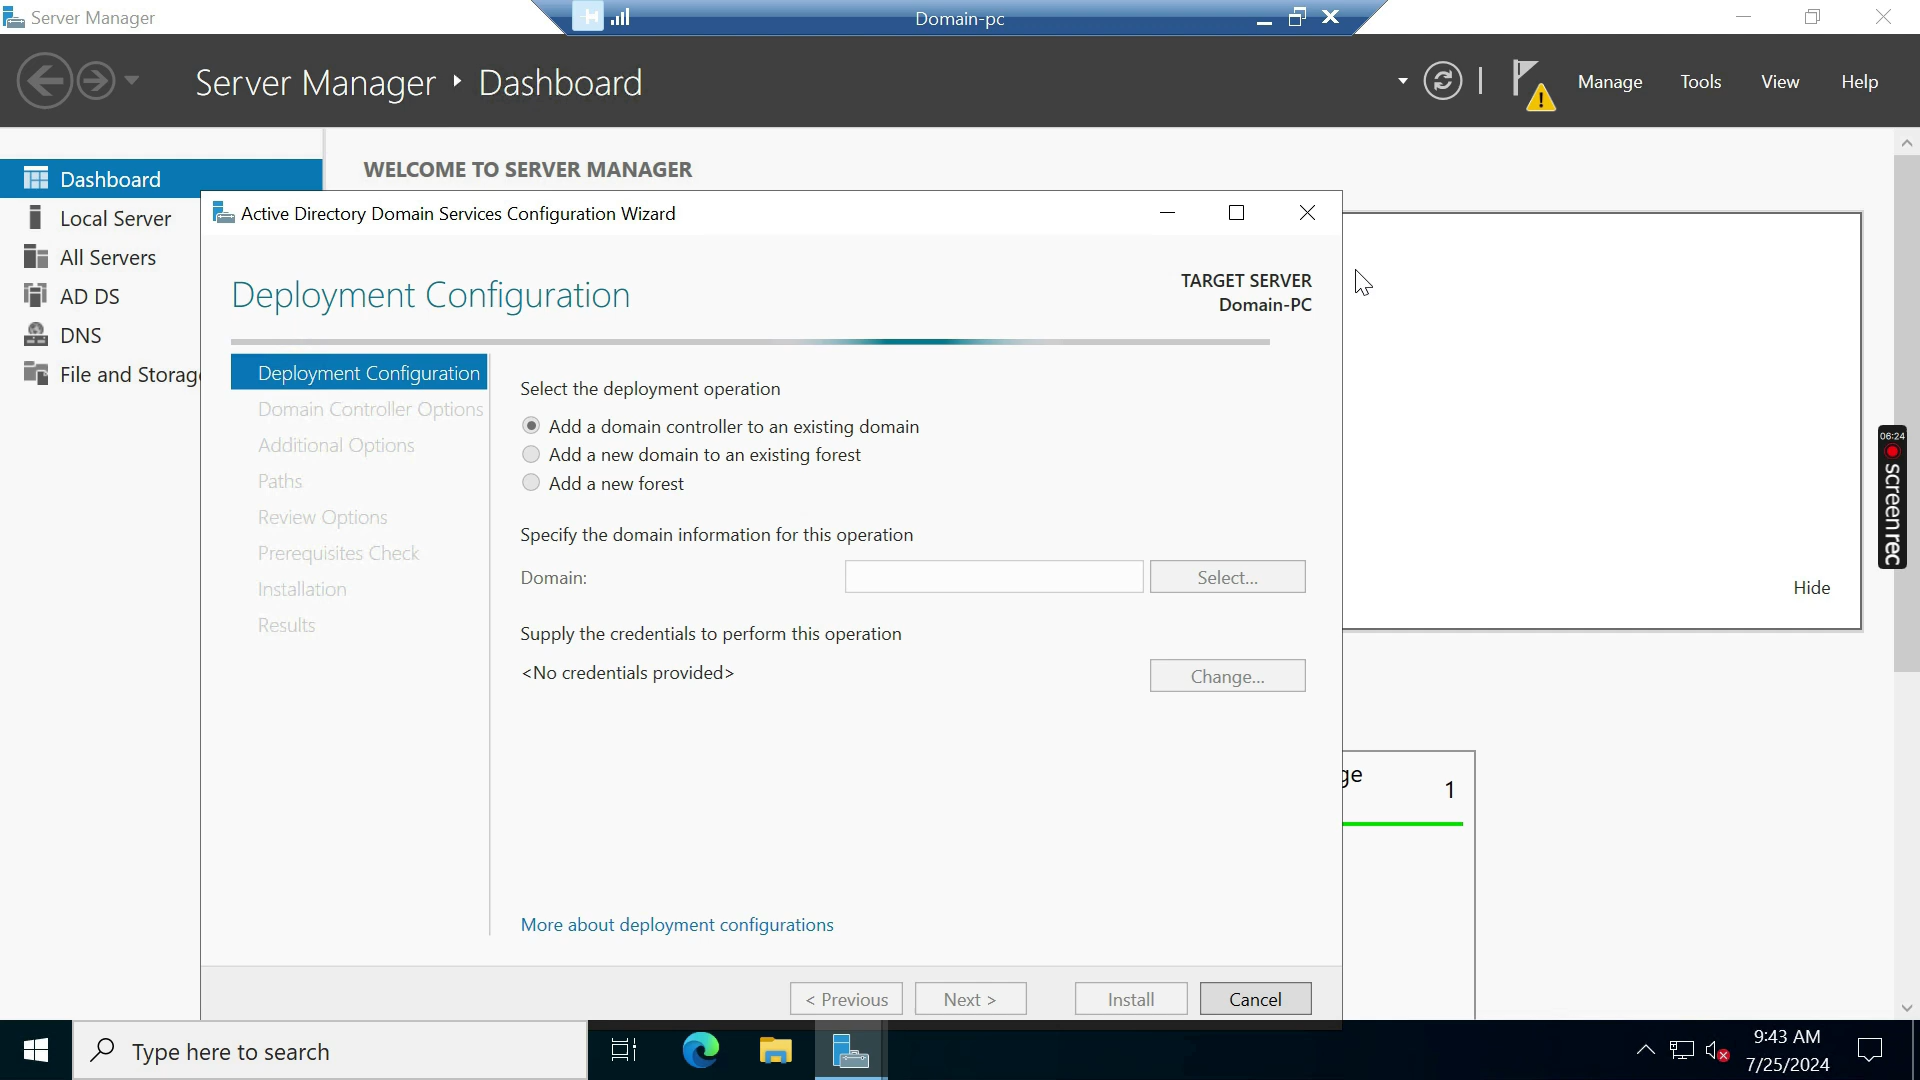 Server Manager
Domain-pc
Server Manager ‣ Dashboard
Manage
Tools
View
Help
WELCOME TO SERVER MANAGER
Dashboard
Local Server
All Servers
AD DS
DNS
File and Storag
Active Directory Domain Services Configuration Wizard
Deployment Configuration
TARGET SERVER
Domain-PC
Deployment Configuration
Domain Controller Options
Additional Options
Paths
Review Options
Prerequisites Check
Installation
Results
Select the deployment operation
Add a domain controller to an existing domain
Add a new domain to an existing forest
Add a new forest
Specify the domain information for this operation
Domain:
Select...
Supply the credentials to perform this operation
<No credentials provided>
Change...
More about deployment configurations
< Previous
Next >
Install
Cancel
06:24
screenrec
Hide
ge
1
Type here to search
9:43 AM
7/25/2024